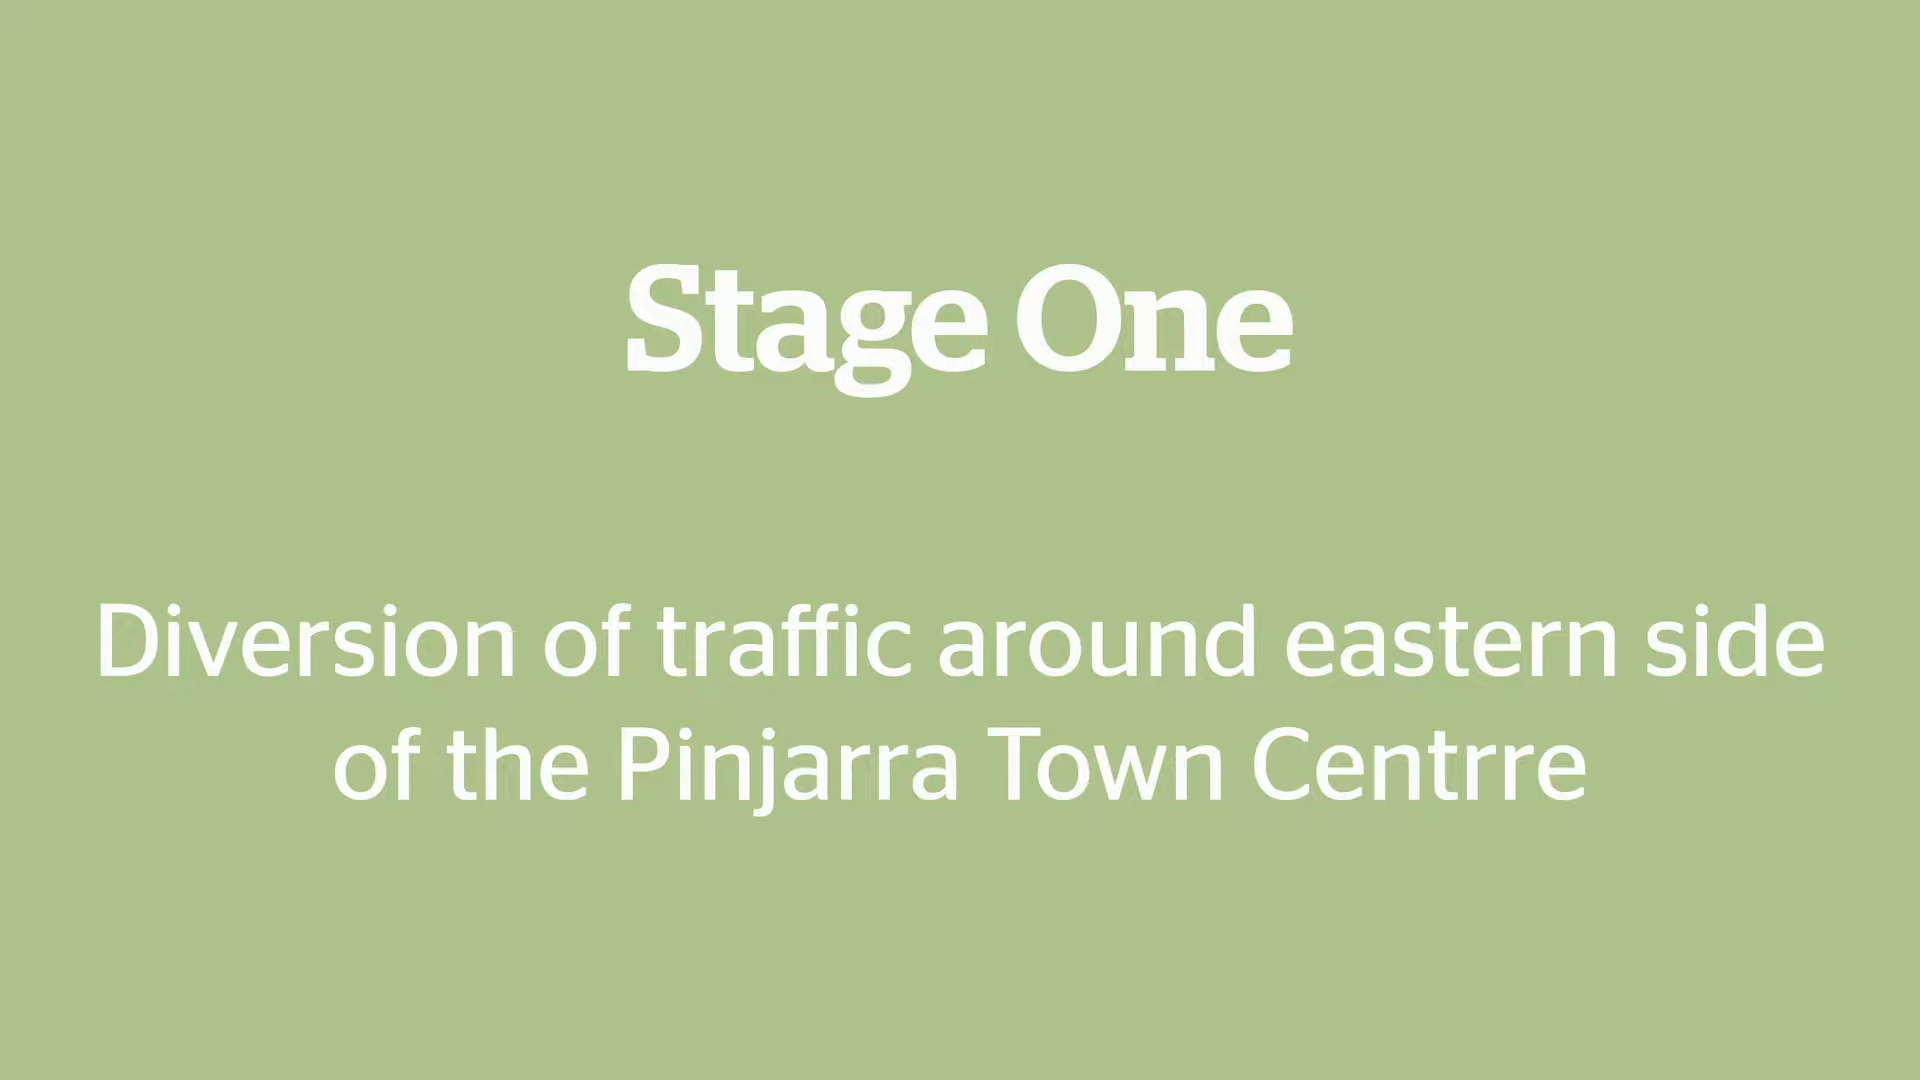 Stage One
Diversion of traffic around eastern side
of the Pinjarra Town Centrre